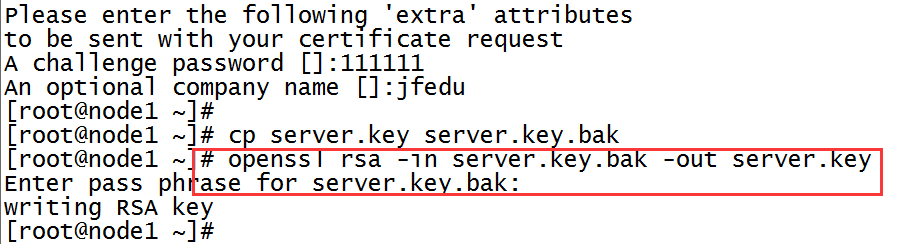 Please enter the following 'extra' attributes
to be sent with your certificate request
A challenge password []:111111
An optional company name []:jfedu
[root@node1 ~]#
[root@node1 ~]# cp server.key server.key.bak
[root@node1 ~]# openssl rsa -in server.key.bak -out server.key
Enter pass phrase for server.key.bak:
writing RSA key
[root@node1 ~]#